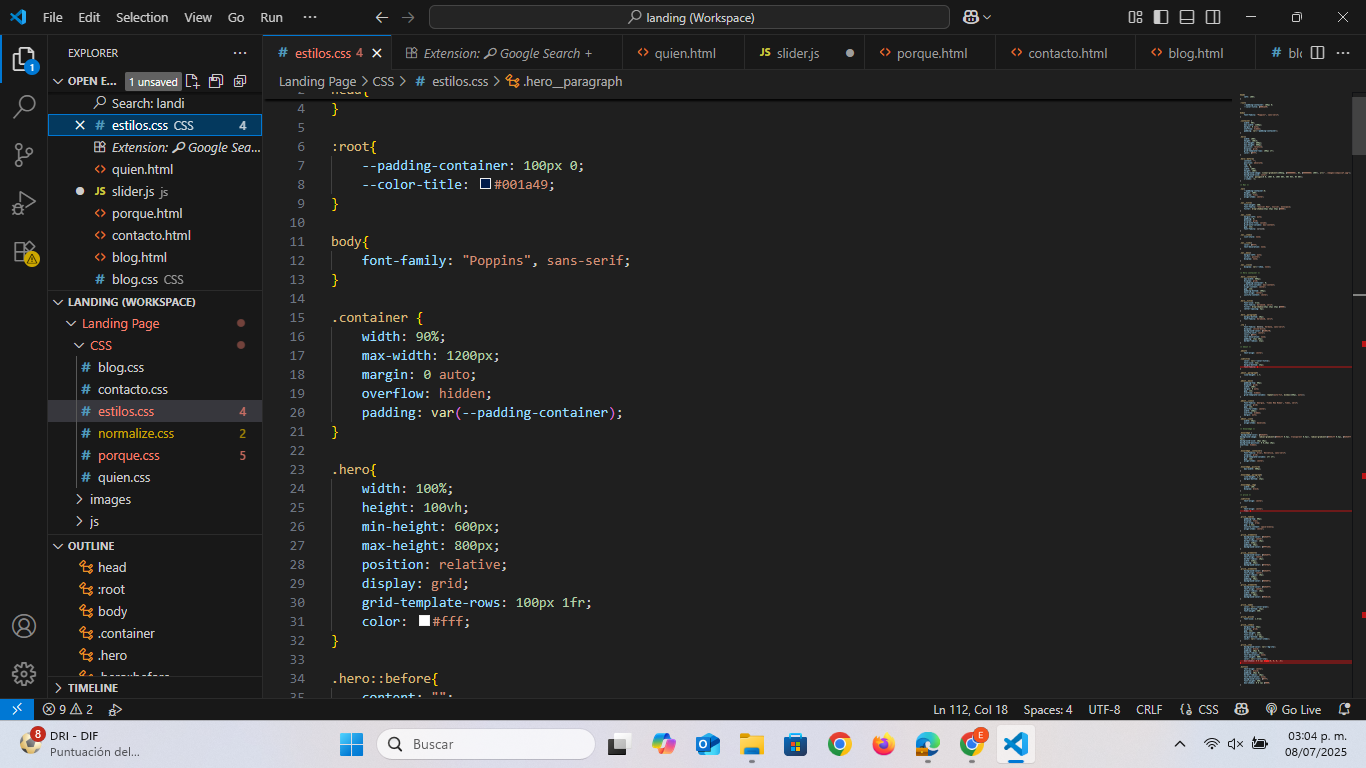 File Edit Selection View Go Run ··· landing (Workspace)
EXPLORER ···
OPEN E... 1 unsaved
Search: landi
# estilos.css CSS 4
Extension: Google Sea...
<> quien.html
JS slider.js js
<> porque.html
<> contacto.html
<> blog.html
# blog.css CSS
LANDING (WORKSPACE)
Landing Page
CSS
# blog.css
# contacto.css
# estilos.css 4
# normalize.css 2
# porque.css 5
# quien.css
images
js
OUTLINE
head
:root
body
.container
.hero
TIMELINE
# estilos.css 4 Extension: Google Search <> quien.html JS slider.js <> porque.html <> contacto.html <> blog.html # blo
Landing Page > CSS > # estilos.css > .hero__paragraph
4 }
5
6 :root{
7 --padding-container: 100px 0;
8 --color-title: #001a49;
9 }
10
11 body{
12 font-family: "Poppins", sans-serif;
13 }
14
15 .container {
16 width: 90%;
17 max-width: 1200px;
18 margin: 0 auto;
19 overflow: hidden;
20 padding: var(--padding-container);
21 }
22
23 .hero{
24 width: 100%;
25 height: 100vh;
26 min-height: 600px;
27 max-height: 800px;
28 position: relative;
29 display: grid;
30 grid-template-rows: 100px 1fr;
31 color: #fff;
32 }
33
34 .hero::before{
35 content: "";
1
9 2 Ln 112, Col 18 Spaces: 4 UTF-8 CRLF {} CSS Go Live
8
DRI - DIF
Puntuación del...
Buscar
E
03:04 p. m.
08/07/2025